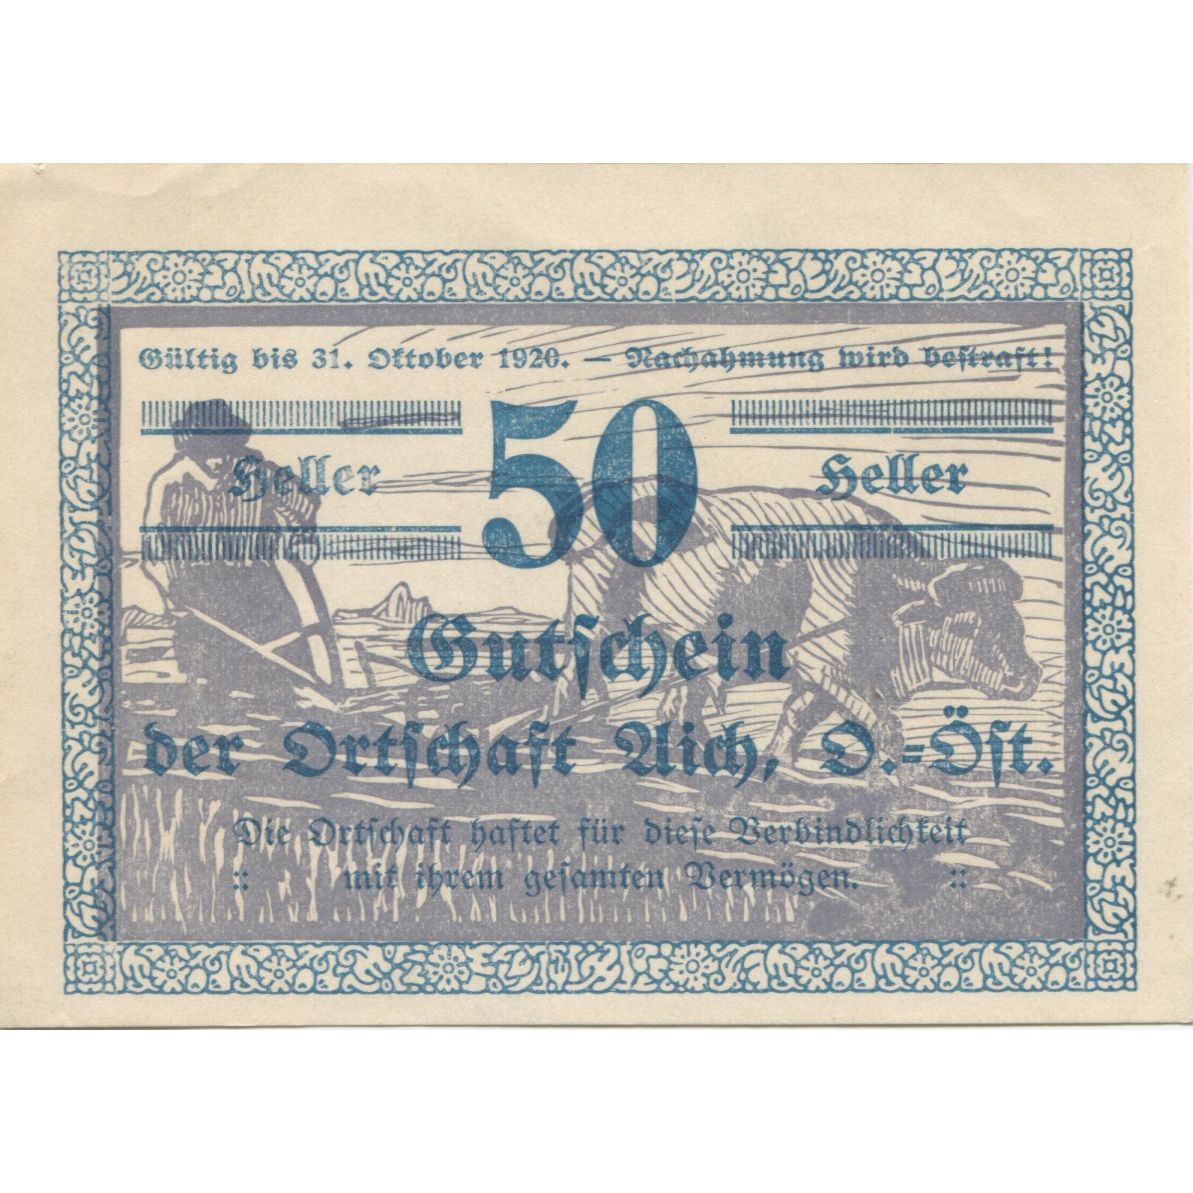 Gültig bis 31. Oktober 1920. — Nachahmung wird bestraft!
Heller 50 Heller
Gutschein
der Ortschaft Aich, O.-Öst.
Die Ortschaft haftet für diese Verbindlichkeit
:: mit ihrem gesamten Vermögen. ::